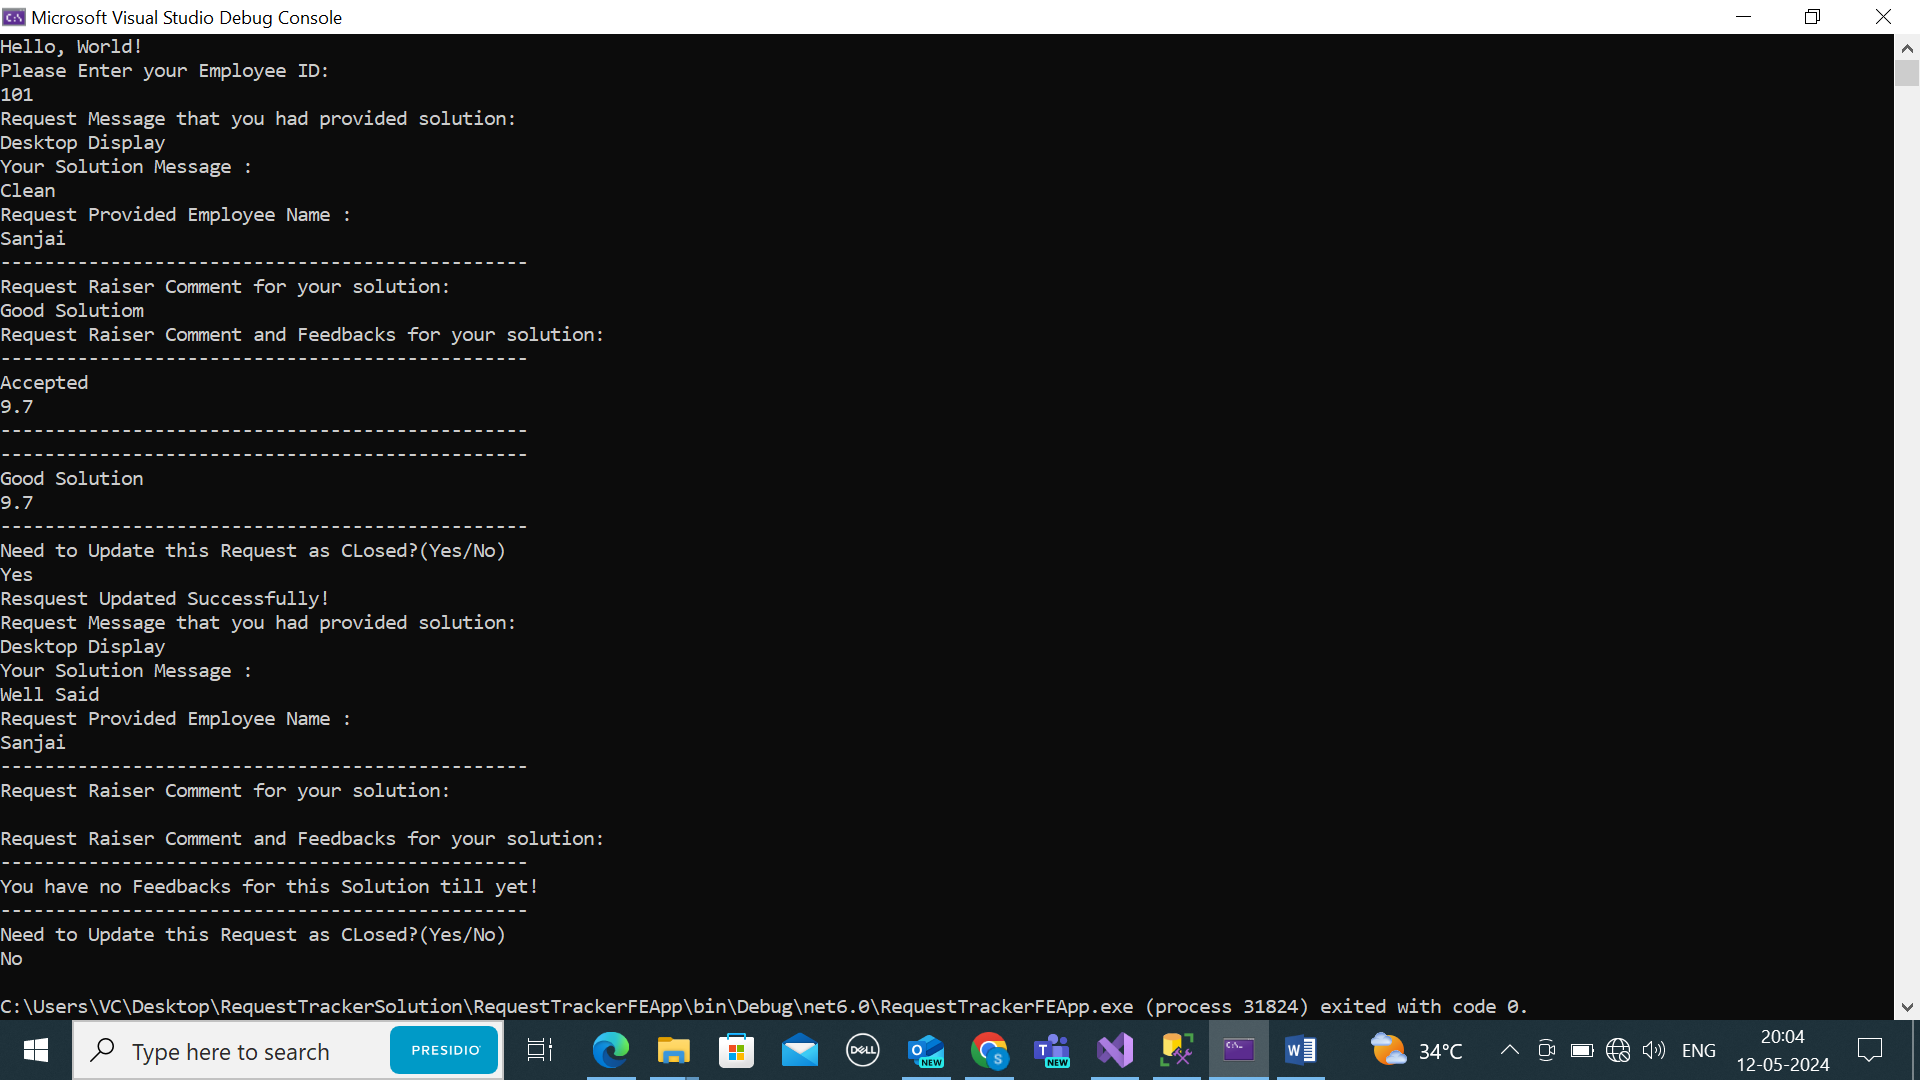 Microsoft Visual Studio Debug Console
Hello, World!
Please Enter your Employee ID:
101
Request Message that you had provided solution:
Desktop Display
Your Solution Message :
Clean
Request Provided Employee Name :
Sanjai
------------------------------------------------
Request Raiser Comment for your solution:
Good Solutiom
Request Raiser Comment and Feedbacks for your solution:
------------------------------------------------
Accepted
9.7
------------------------------------------------
------------------------------------------------
Good Solution
9.7
------------------------------------------------
Need to Update this Request as CLosed?(Yes/No)
Yes
Resquest Updated Successfully!
Request Message that you had provided solution:
Desktop Display
Your Solution Message :
Well Said
Request Provided Employee Name :
Sanjai
------------------------------------------------
Request Raiser Comment for your solution:
Request Raiser Comment and Feedbacks for your solution:
------------------------------------------------
You have no Feedbacks for this Solution till yet!
------------------------------------------------
Need to Update this Request as CLosed?(Yes/No)
No
C:\Users\VC\Desktop\RequestTrackerSolution\RequestTrackerFEApp\bin\Debug\net6.0\RequestTrackerFEApp.exe (process 31824) exited with code 0.
Type here to search
PRESIDIO
DELL
NEW
S
NEW
34°C
ENG
20:04
12-05-2024